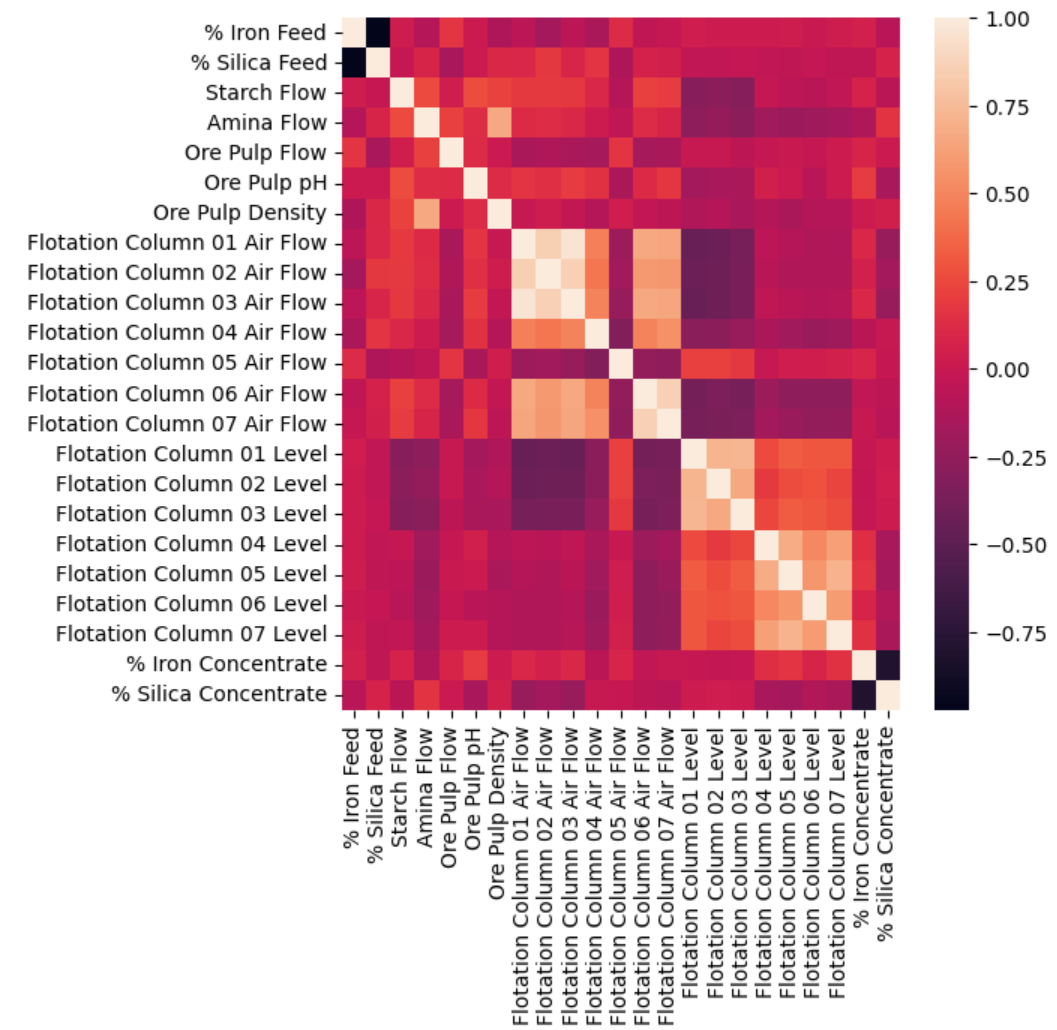 % Iron Feed
% Silica Feed
Starch Flow
Amina Flow
Ore Pulp Flow
Ore Pulp pH
Ore Pulp Density
Flotation Column 01 Air Flow
Flotation Column 02 Air Flow
Flotation Column 03 Air Flow
Flotation Column 04 Air Flow
Flotation Column 05 Air Flow
Flotation Column 06 Air Flow
Flotation Column 07 Air Flow
Flotation Column 01 Level
Flotation Column 02 Level
Flotation Column 03 Level
Flotation Column 04 Level
Flotation Column 05 Level
Flotation Column 06 Level
Flotation Column 07 Level
% Iron Concentrate
% Silica Concentrate
% Iron Feed
% Silica Feed
Starch Flow
Amina Flow
Ore Pulp Flow
Ore Pulp pH
Ore Pulp Density
Flotation Column 01 Air Flow
Flotation Column 02 Air Flow
Flotation Column 03 Air Flow
Flotation Column 04 Air Flow
Flotation Column 05 Air Flow
Flotation Column 06 Air Flow
Flotation Column 07 Air Flow
Flotation Column 01 Level
Flotation Column 02 Level
Flotation Column 03 Level
Flotation Column 04 Level
Flotation Column 05 Level
Flotation Column 06 Level
Flotation Column 07 Level
% Iron Concentrate
% Silica Concentrate
1.00
0.75
0.50
0.25
0.00
−0.25
−0.50
−0.75